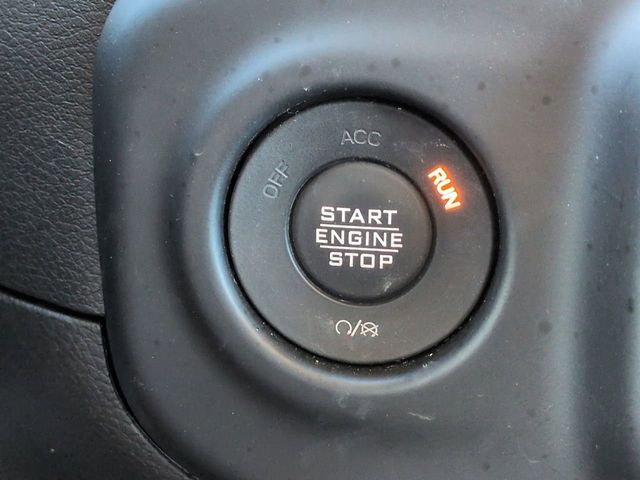 OFF
ACC
RUN
START
ENGINE
STOP